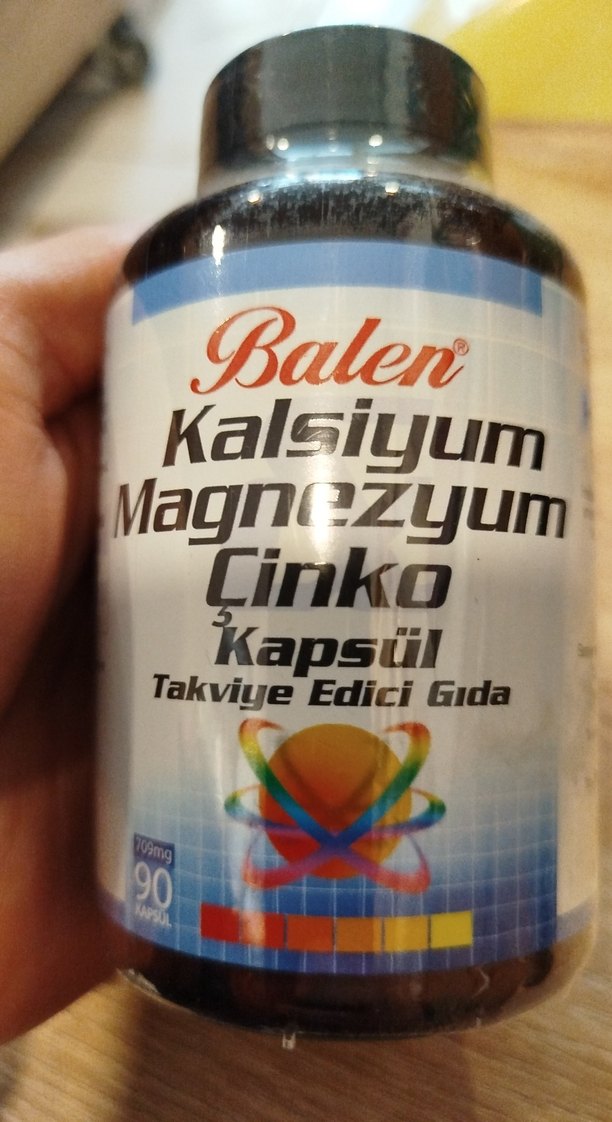 Balen®
Kalsiyum
Magnezyum
Çinko
Kapsül
Takviye Edici Gıda
709mg
90
KAPSÜL